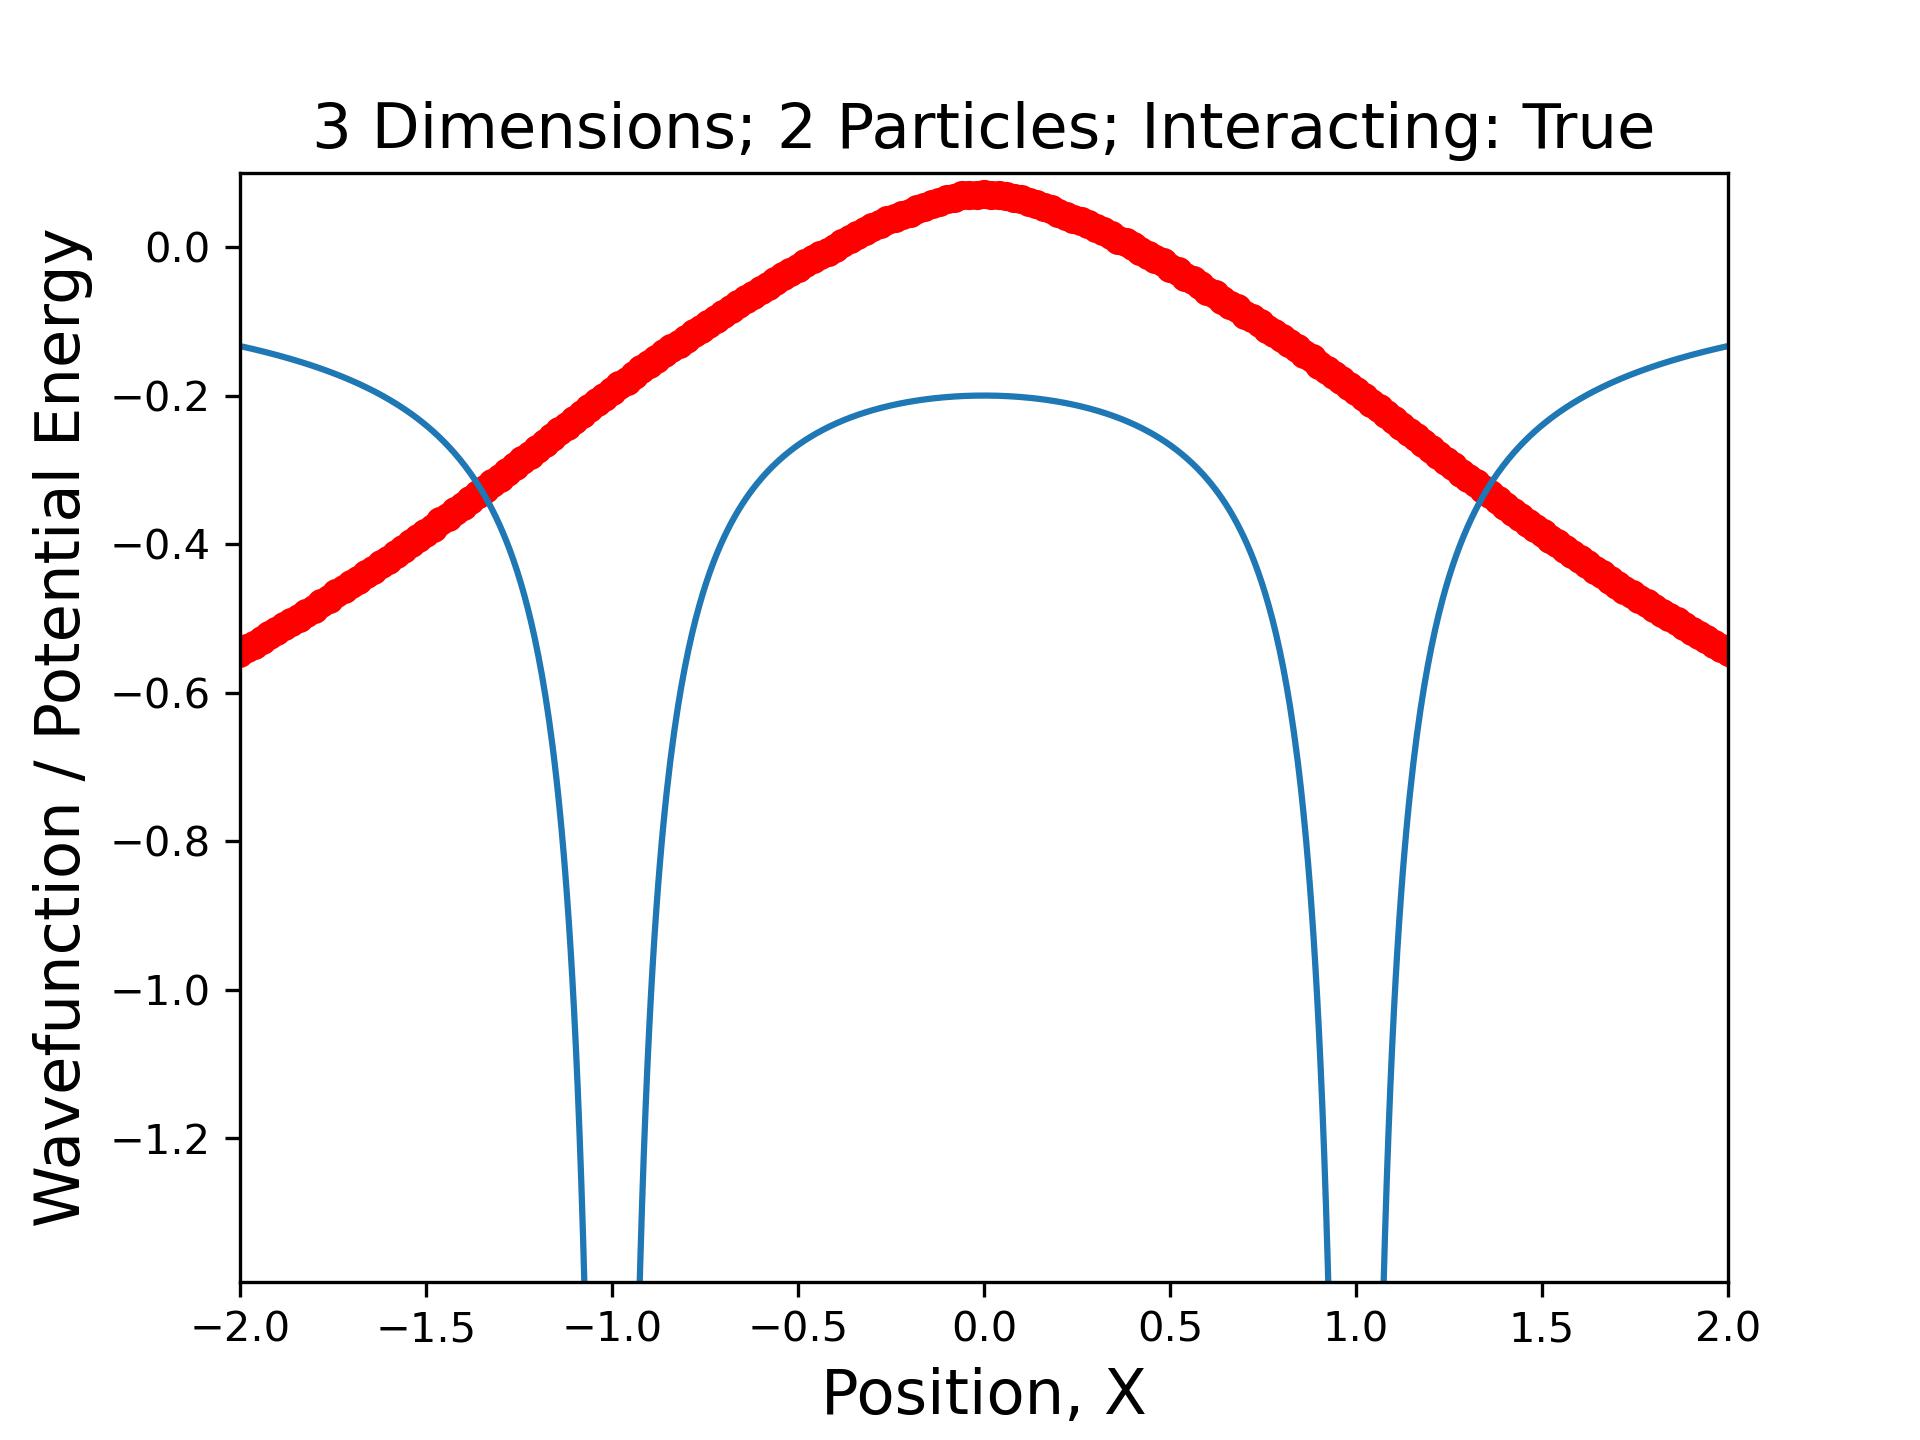 3 Dimensions; 2 Particles; Interacting: True
Wavefunction / Potential Energy
0.0
−0.2
−0.4
−0.6
−0.8
−1.0
−1.2
−2.0 −1.5 −1.0 −0.5 0.0 0.5 1.0 1.5 2.0
Position, X